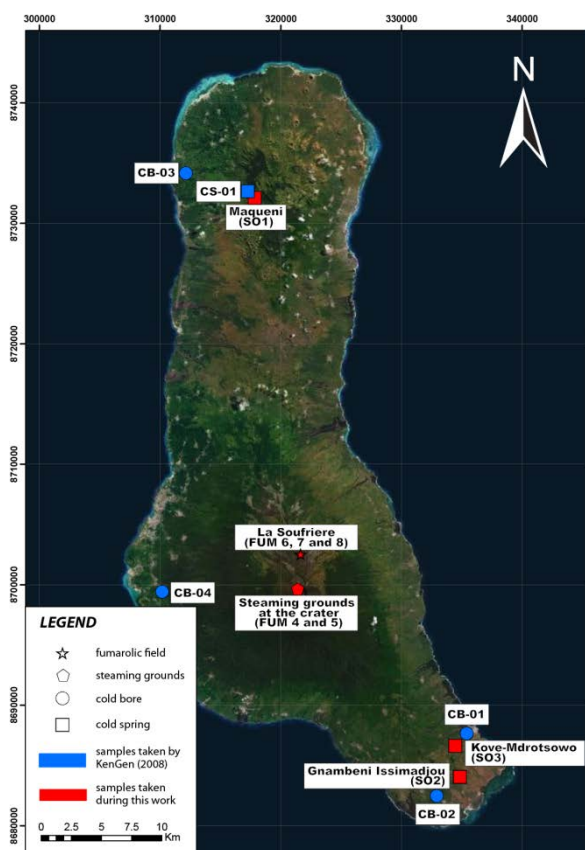 300000
310000
320000
330000
340000
N
8740000
8730000
8720000
8710000
8700000
8690000
8680000
CB-03
CS-01
Maqueni
(SO1)
La Soufriere
(FUM 6, 7 and 8)
Steaming grounds
at the crater
(FUM 4 and 5)
CB-04
CB-01
Kove-Mdrotsowo
(SO3)
Gnambeni Issimadjou
(SO2)
CB-02
LEGEND
fumarolic field
steaming grounds
cold bore
cold spring
samples taken by
KenGen (2008)
samples taken
during this work
0 2.5 5 7.5 10
Km